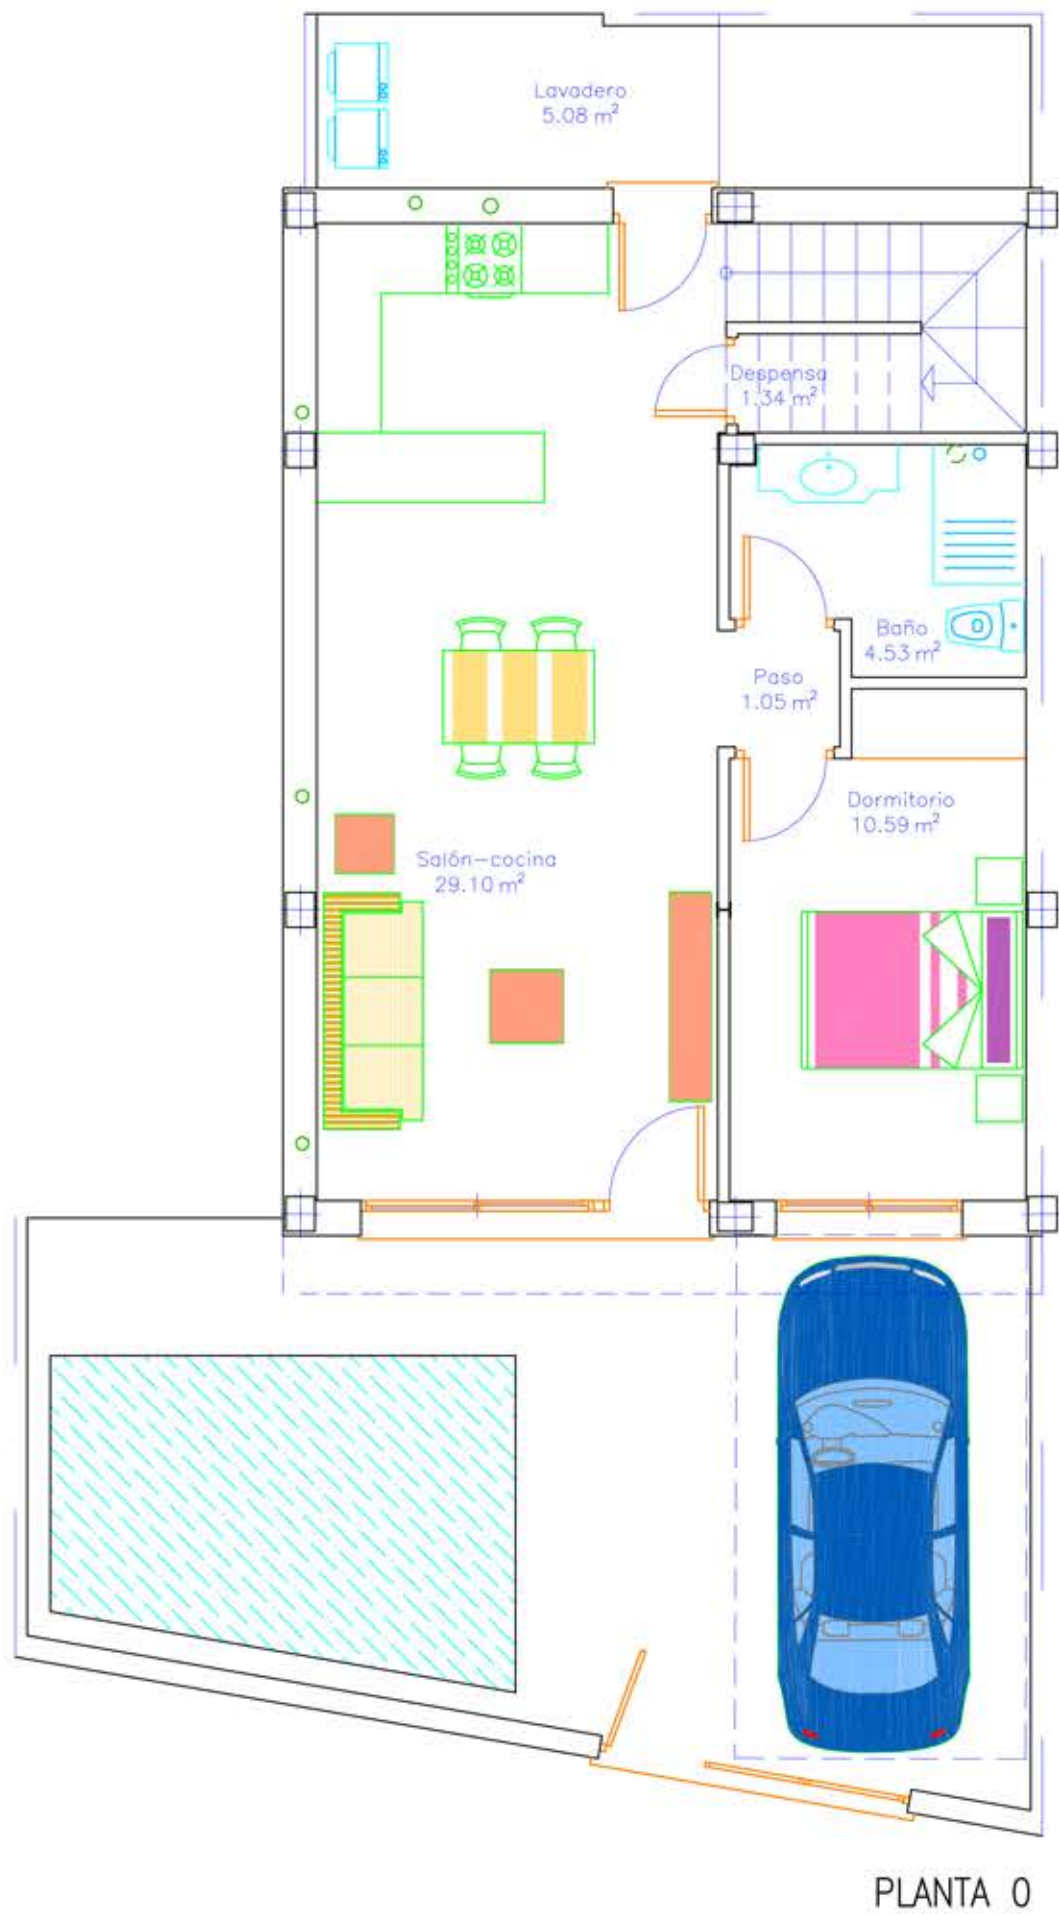 Lavadero
5.08 m²
Despensa
1.34 m²
Baño
4.53 m²
Paso
1.05 m²
Dormitorio
10.59 m²
Salón-cocina
29.10 m²
PLANTA 0